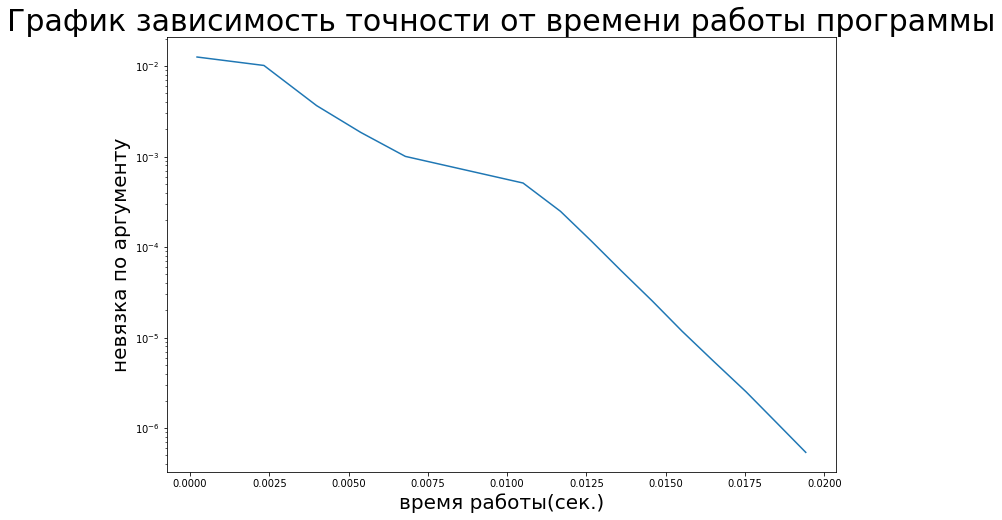 График зависимость точности от времени работы программы
невязка по аргументу
10⁻²
10⁻³
10⁻⁴
10⁻⁵
10⁻⁶
0.0000 0.0025 0.0050 0.0075 0.0100 0.0125 0.0150 0.0175 0.0200
время работы(сек.)